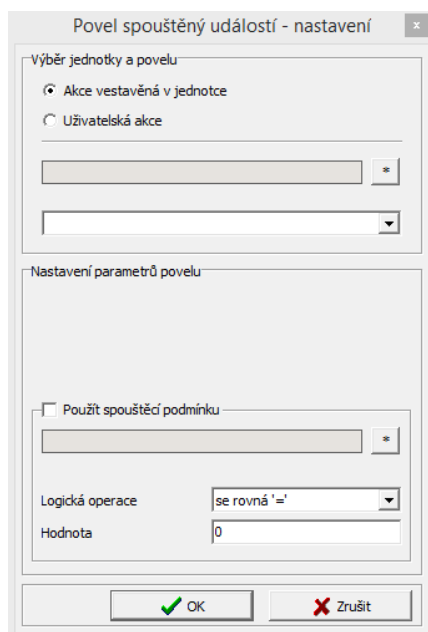 Povel spouštěný událostí - nastavení
x
Výběr jednotky a povelu
Akce vestavěná v jednotce
Uživatelská akce
*
Nastavení parametrů povelu
Použít spouštěcí podmínku
*
Logická operace se rovná '='
Hodnota 0
OK Zrušit